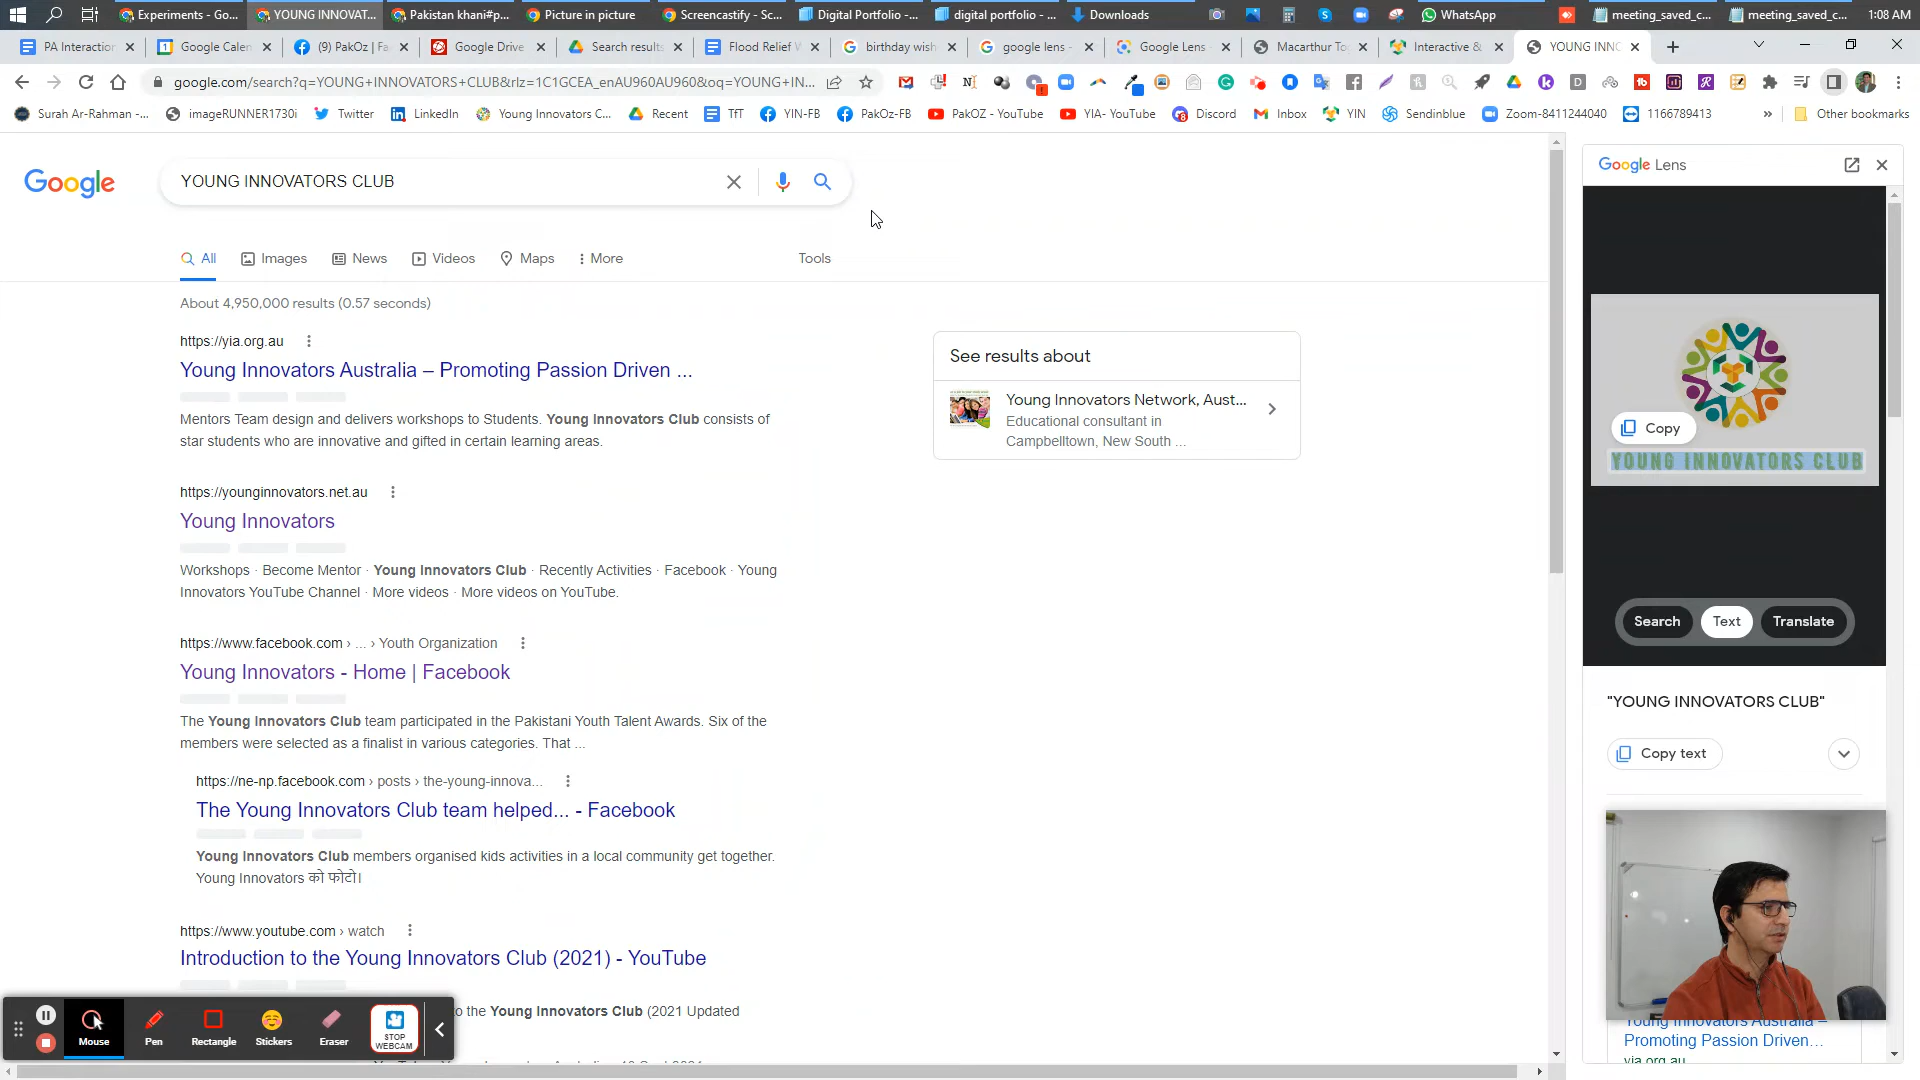 Experiments - Go...
YOUNG INNOVAT...
Pakistan khani#p...
Picture in picture
Screencastify - Sc...
Digital Portfolio -...
digital portfolio - ...
Downloads
WhatsApp
meeting_saved_c...
meeting_saved_c...
1:08 AM
PA Interaction
Google Calen
(9) PakOz | Fa
Google Drive
Search results
Flood Relief W
birthday wish
google lens -
Google Lens -
Macarthur To
Interactive &
YOUNG INNO
google.com/search?q=YOUNG+INNOVATORS+CLUB&rlz=1C1GCEA_enAU960AU960&oq=YOUNG+IN...
Surah Ar-Rahman -...
imageRUNNER1730i
Twitter
LinkedIn
Young Innovators C...
Recent
TfT
YIN-FB
PakOz-FB
PakOZ - YouTube
YIA- YouTube
Discord
Inbox
YIN
Sendinblue
Zoom-8411244040
1166789413
»
Other bookmarks
Google
YOUNG INNOVATORS CLUB
All
Images
News
Videos
Maps
More
Tools
About 4,950,000 results (0.57 seconds)
https://yia.org.au
Young Innovators Australia – Promoting Passion Driven ...
Mentors Team design and delivers workshops to Students. Young Innovators Club consists of
star students who are innovative and gifted in certain learning areas.
https://younginnovators.net.au
Young Innovators
Workshops · Become Mentor · Young Innovators Club · Recently Activities · Facebook · Young
Innovators YouTube Channel · More videos · More videos on YouTube.
https://www.facebook.com › ... › Youth Organization
Young Innovators - Home | Facebook
The Young Innovators Club team participated in the Pakistani Youth Talent Awards. Six of the
members were selected as a finalist in various categories. That ...
https://ne-np.facebook.com › posts › the-young-innova...
The Young Innovators Club team helped... - Facebook
Young Innovators Club members organised kids activities in a local community get together.
Young Innovators को फोटो।
https://www.youtube.com › watch
Introduction to the Young Innovators Club (2021) - YouTube
o the Young Innovators Club (2021 Updated
See results about
Young Innovators Network, Aust...
Educational consultant in
Campbelltown, New South ...
Google Lens
Copy
YOUNG INNOVATORS CLUB
Search
Text
Translate
"YOUNG INNOVATORS CLUB"
Copy text
Young Innovators Australia –
Promoting Passion Driven...
yia.org.au
Mouse
Pen
Rectangle
Stickers
Eraser
STOP
WEBCAM